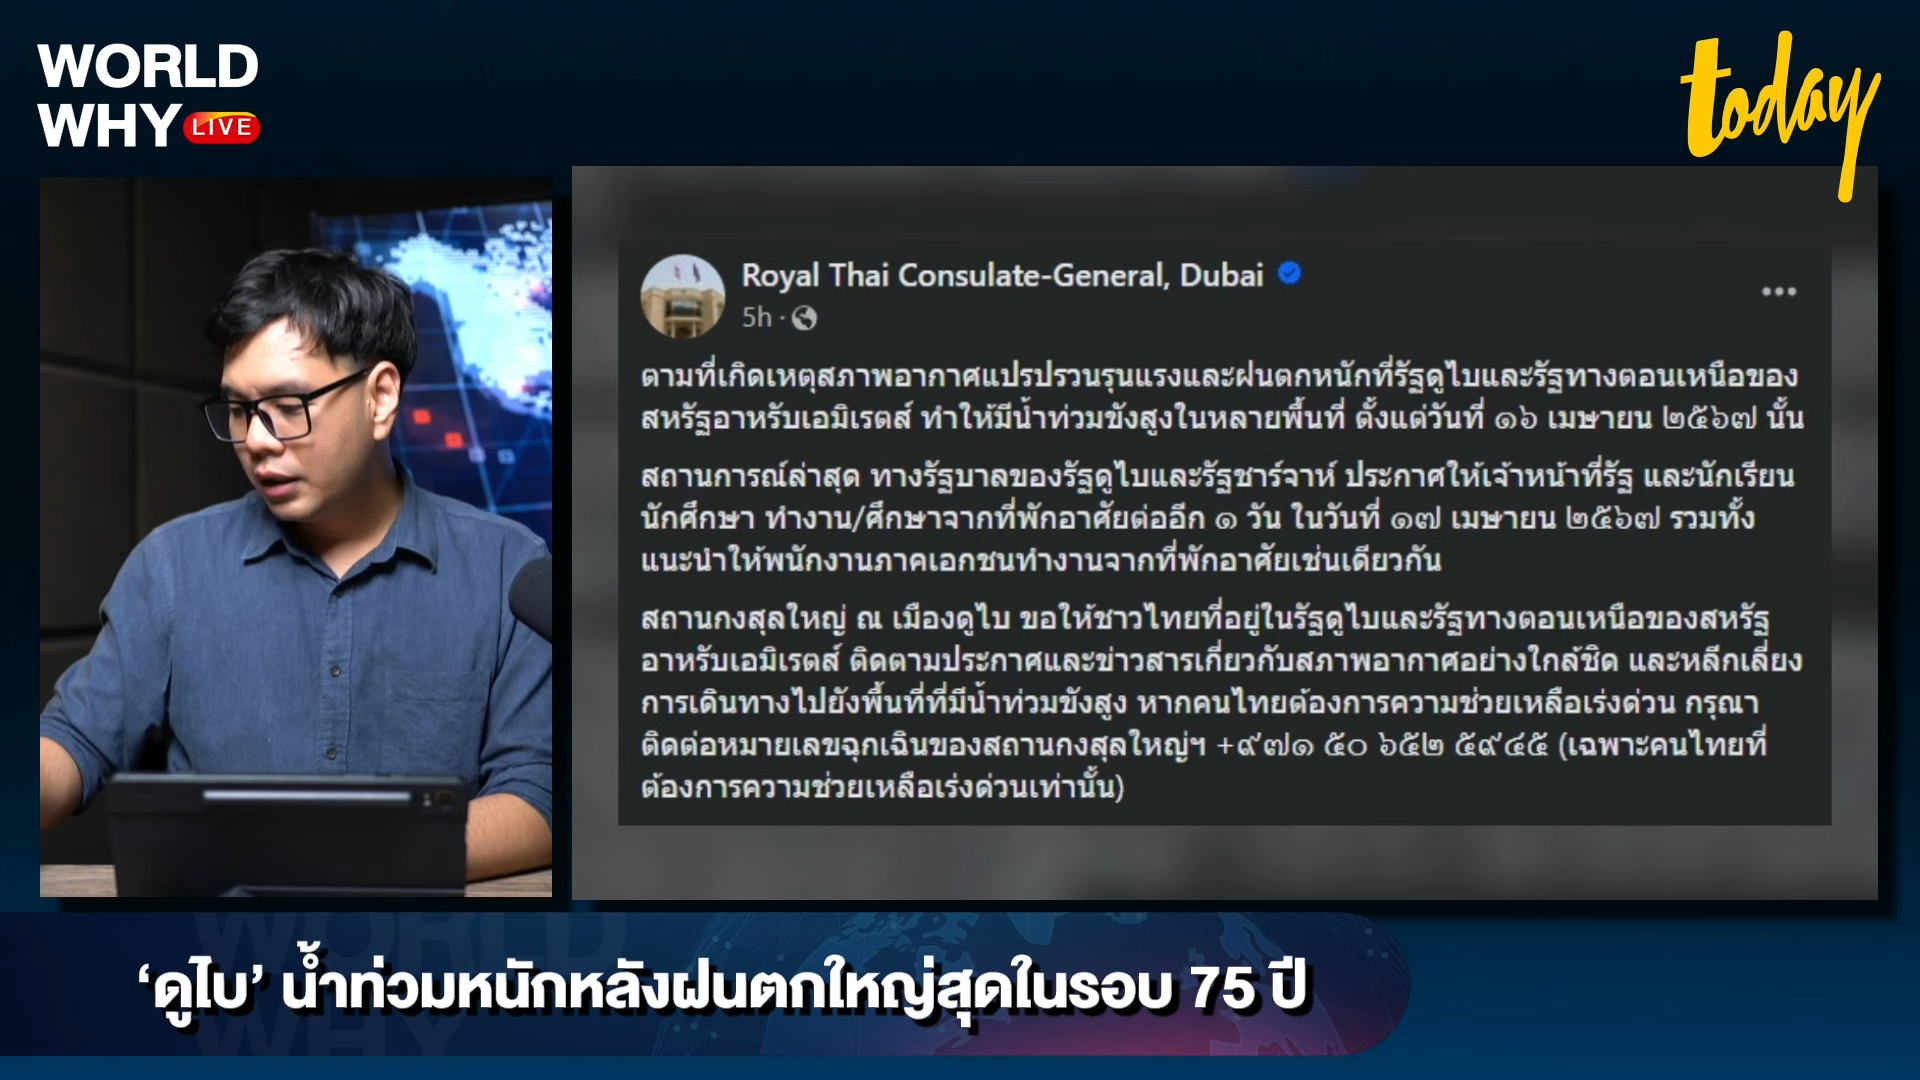 WORLD
WHY LIVE
today
Royal Thai Consulate-General, Dubai
5h ·
ตามที่เกิดเหตุสภาพอากาศแปรปรวนรุนแรงและฝนตกหนักที่รัฐดูไบและรัฐทางตอนเหนือของ
สหรัฐอาหรับเอมิเรตส์ ทำให้มีน้ำท่วมขังสูงในหลายพื้นที่ ตั้งแต่วันที่ ๑๖ เมษายน ๒๕๖๗ นั้น
สถานการณ์ล่าสุด ทางรัฐบาลของรัฐดูไบและรัฐชาร์จาห์ ประกาศให้เจ้าหน้าที่รัฐ และนักเรียน
นักศึกษา ทำงาน/ศึกษาจากที่พักอาศัยต่ออีก ๑ วัน ในวันที่ ๑๗ เมษายน ๒๕๖๗ รวมทั้ง
แนะนำให้พนักงานภาคเอกชนทำงานจากที่พักอาศัยเช่นเดียวกัน
สถานกงสุลใหญ่ ณ เมืองดูไบ ขอให้ชาวไทยที่อยู่ในรัฐดูไบและรัฐทางตอนเหนือของสหรัฐ
อาหรับเอมิเรตส์ ติดตามประกาศและข่าวสารเกี่ยวกับสภาพอากาศอย่างใกล้ชิด และหลีกเลี่ยง
การเดินทางไปยังพื้นที่ที่มีน้ำท่วมขังสูง หากคนไทยต้องการความช่วยเหลือเร่งด่วน กรุณา
ติดต่อหมายเลขฉุกเฉินของสถานกงสุลใหญ่ฯ +๙๗๑ ๕๐ ๖๕๒ ๕๙๔๕ (เฉพาะคนไทยที่
ต้องการความช่วยเหลือเร่งด่วนเท่านั้น)
‘ดูไบ’ น้ำท่วมหนักหลังฝนตกใหญ่สุดในรอบ 75 ปี